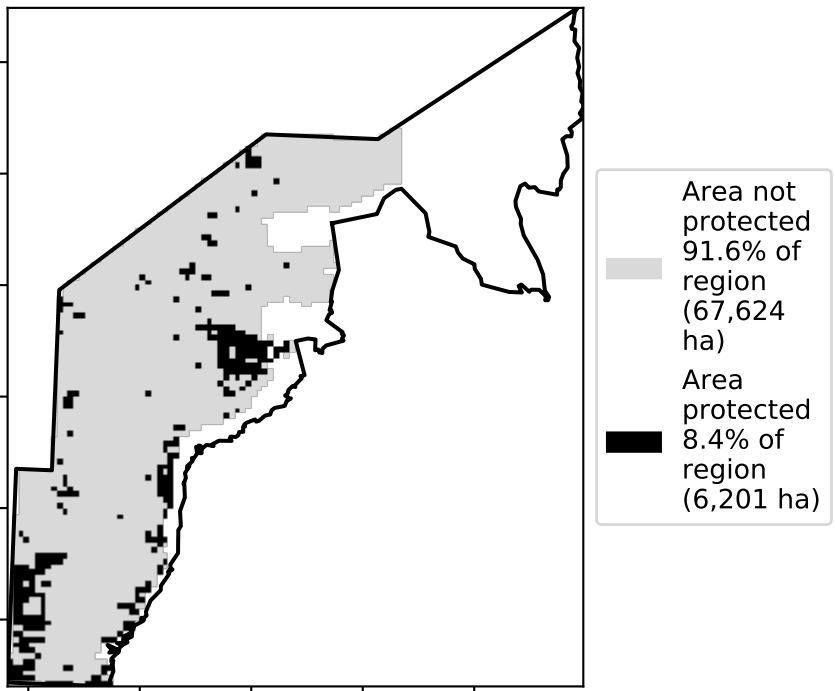 Area not
protected
91.6% of
region
(67,624
ha)
Area
protected
8.4% of
region
(6,201 ha)